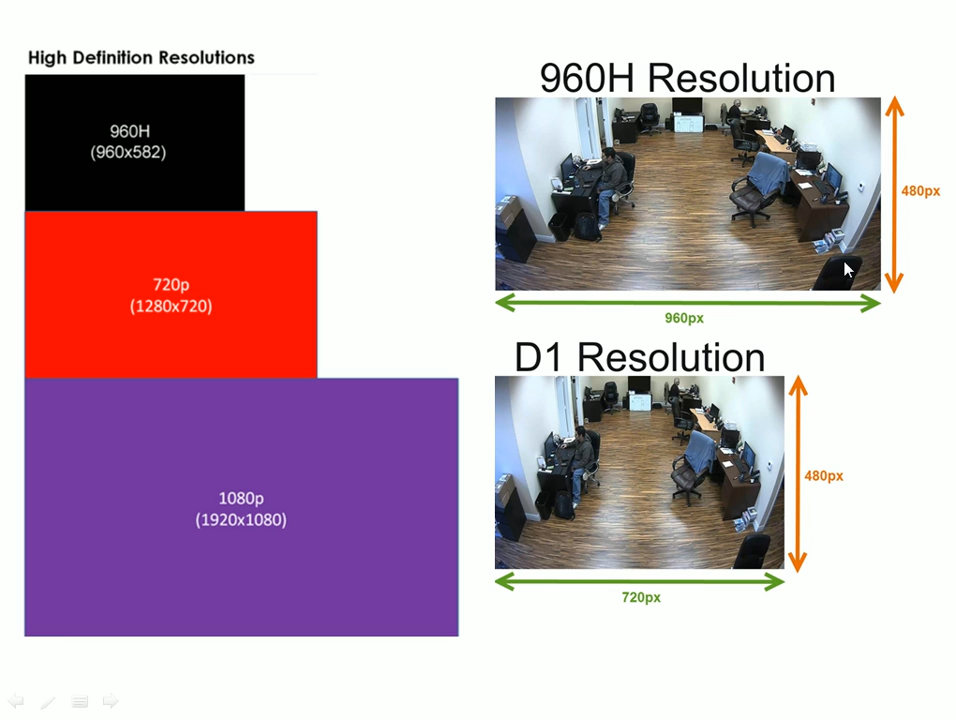 High Definition Resolutions
960H
(960x582)
720p
(1280x720)
1080p
(1920x1080)
960H Resolution
480px
960px
D1 Resolution
480px
720px